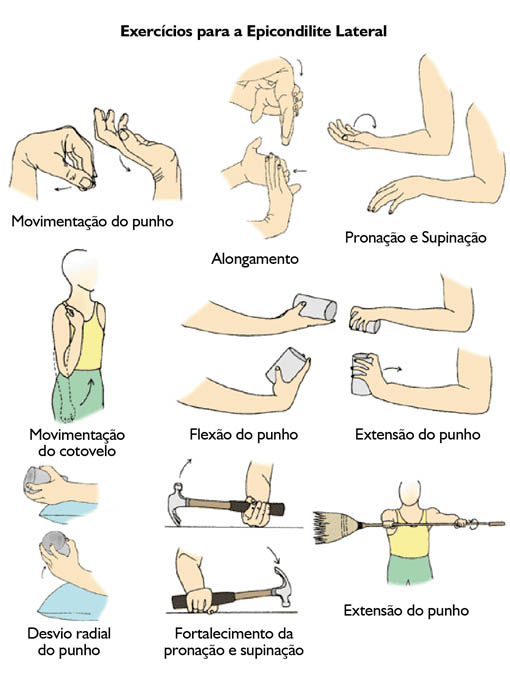 Exercícios para a Epicondilite Lateral
Movimentação do punho
Alongamento
Pronação e Supinação
Movimentação
do cotovelo
Flexão do punho
Extensão do punho
Desvio radial
do punho
Fortalecimento da
pronação e supinação
Extensão do punho